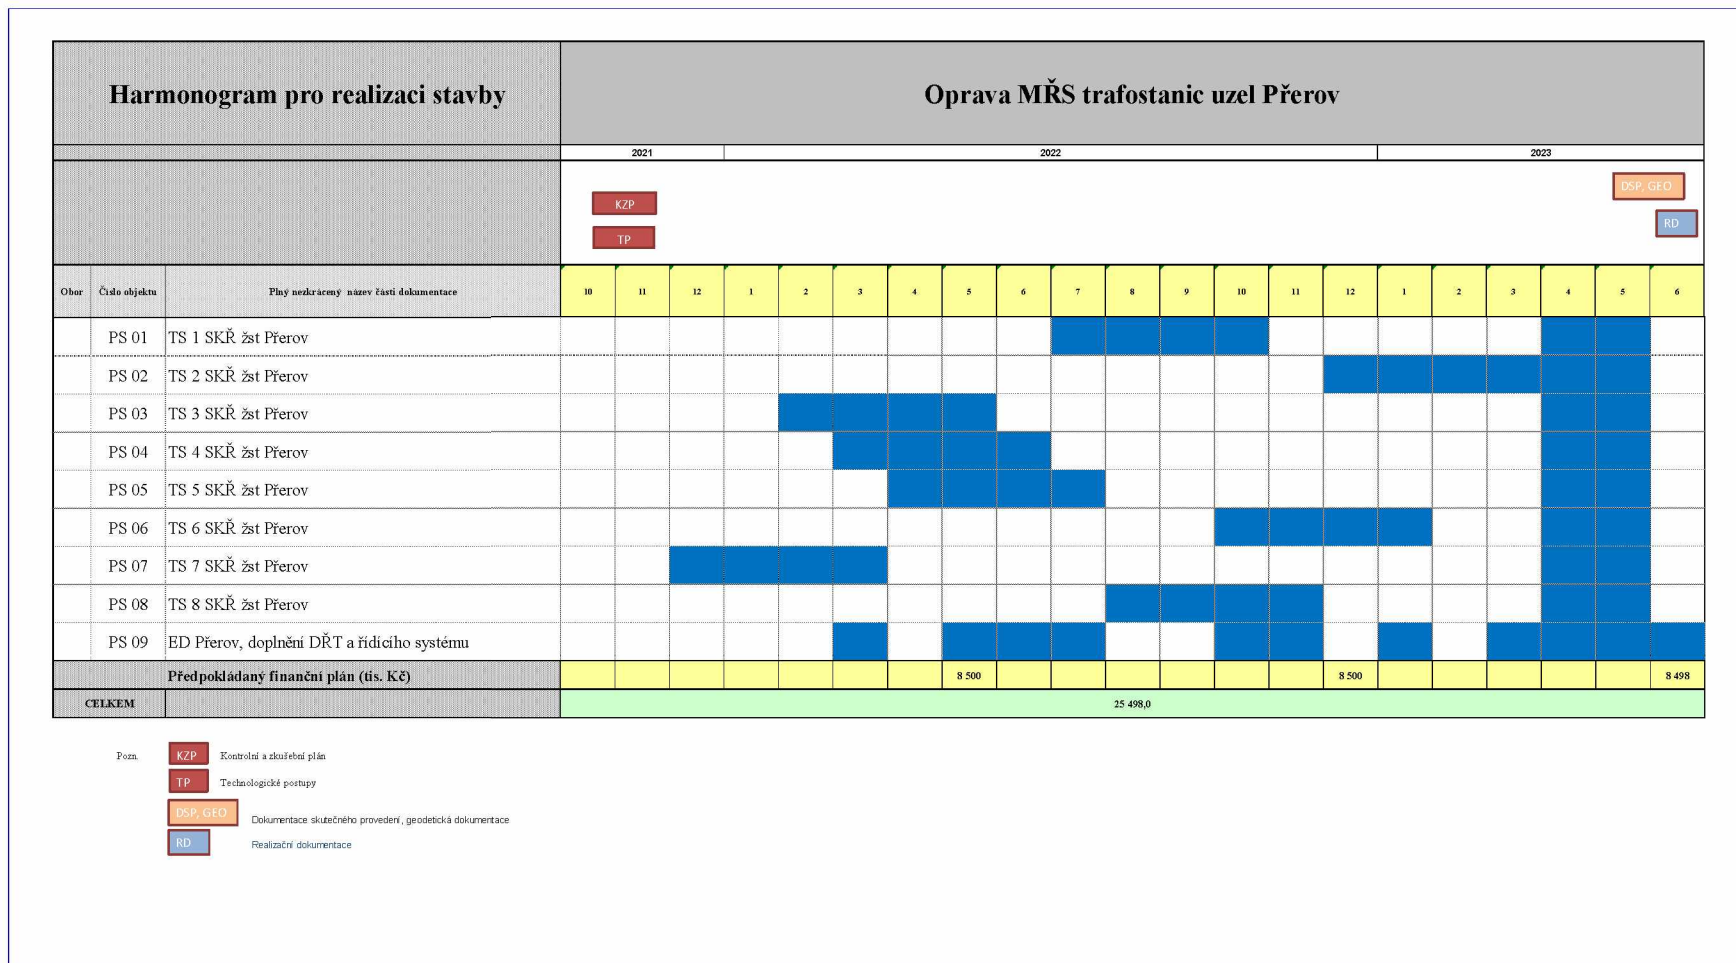 Harmonogram pro realizaci stavby
Oprava MŘS trafostanic uzel Přerov
2021 2022 2023
KZP
TP
DSP, GEO
RD
Obor Číslo objektu Plný nezkrácený název části dokumentace 10 11 12 1 2 3 4 5 6 7 8 9 10 11 12 1 2 3 4 5 6
PS 01 TS 1 SKŘ žst Přerov
PS 02 TS 2 SKŘ žst Přerov
PS 03 TS 3 SKŘ žst Přerov
PS 04 TS 4 SKŘ žst Přerov
PS 05 TS 5 SKŘ žst Přerov
PS 06 TS 6 SKŘ žst Přerov
PS 07 TS 7 SKŘ žst Přerov
PS 08 TS 8 SKŘ žst Přerov
PS 09 ED Přerov, doplnění DŘT a řídícího systému
Předpokládaný finanční plán (tis. Kč) 8 500 8 500 8 498
CELKEM 25 498,0
Pozn. KZP Kontrolní a zkušební plán
TP Technologické postupy
DSP, GEO Dokumentace skutečného provedení, geodetická dokumentace
RD Realizační dokumentace